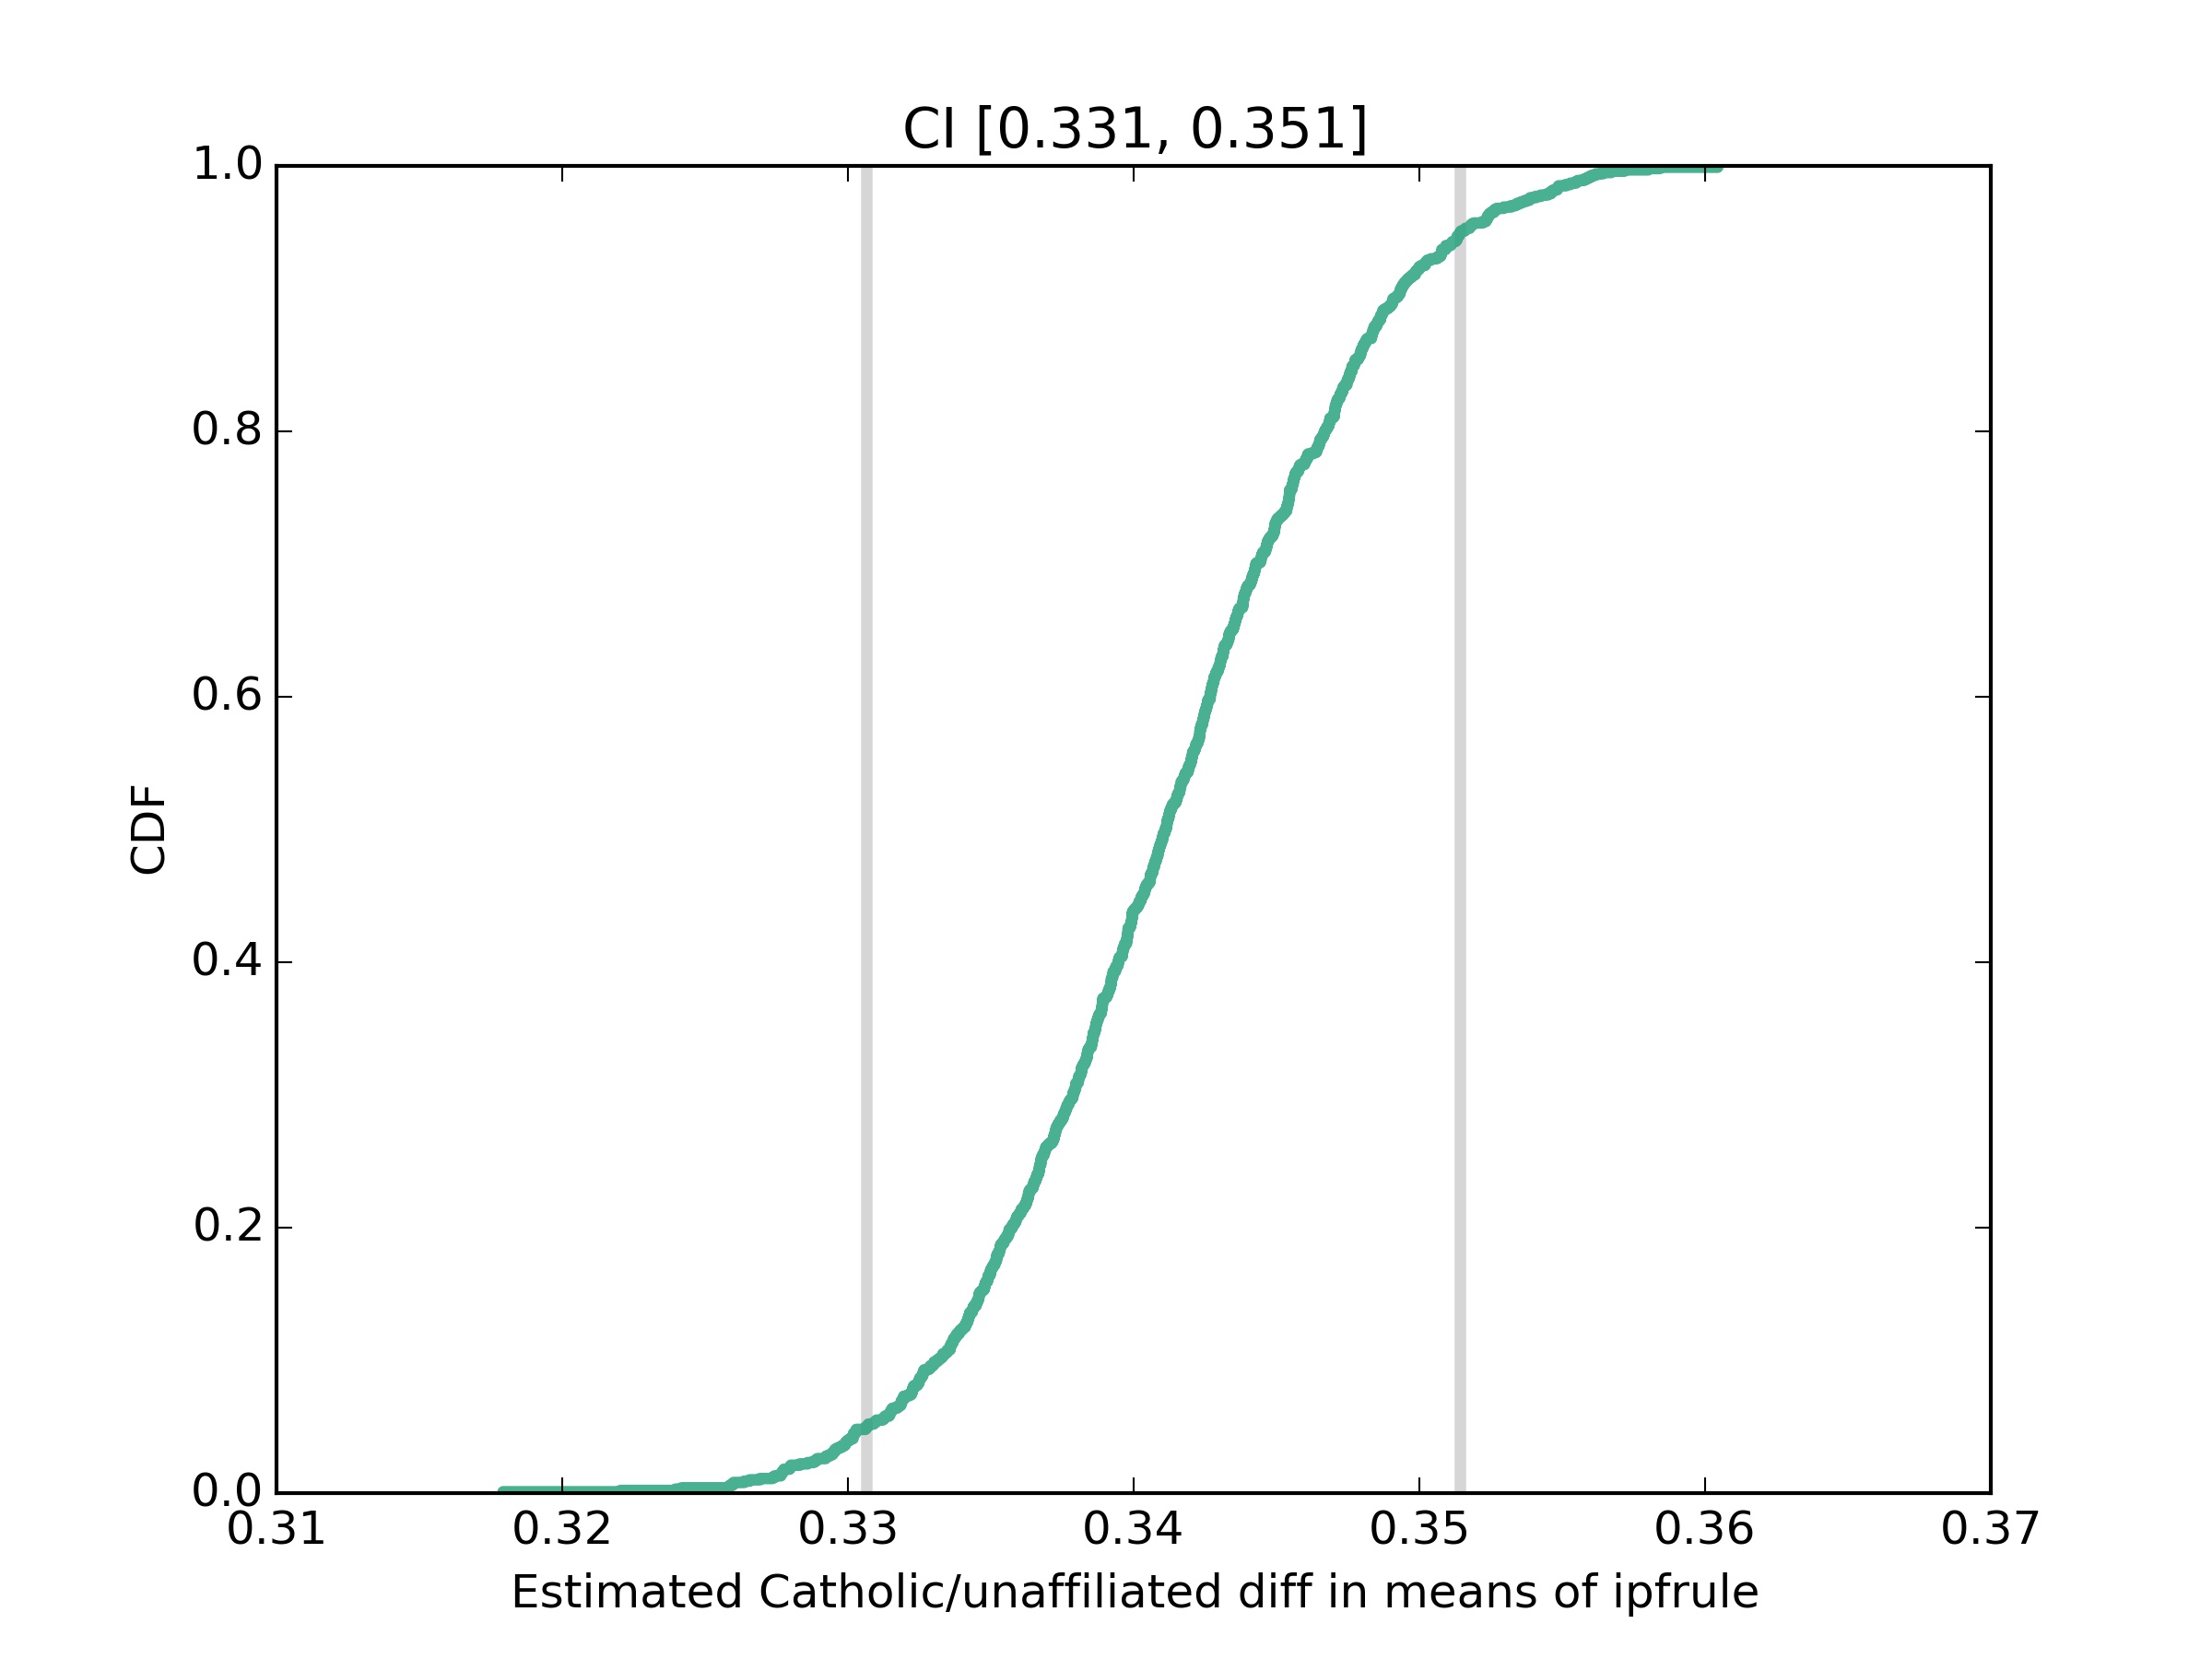 CI [0.331, 0.351]
1.0
0.8
0.6
0.4
0.2
0.0
CDF
0.31 0.32 0.33 0.34 0.35 0.36 0.37
Estimated Catholic/unaffiliated diff in means of ipfrule